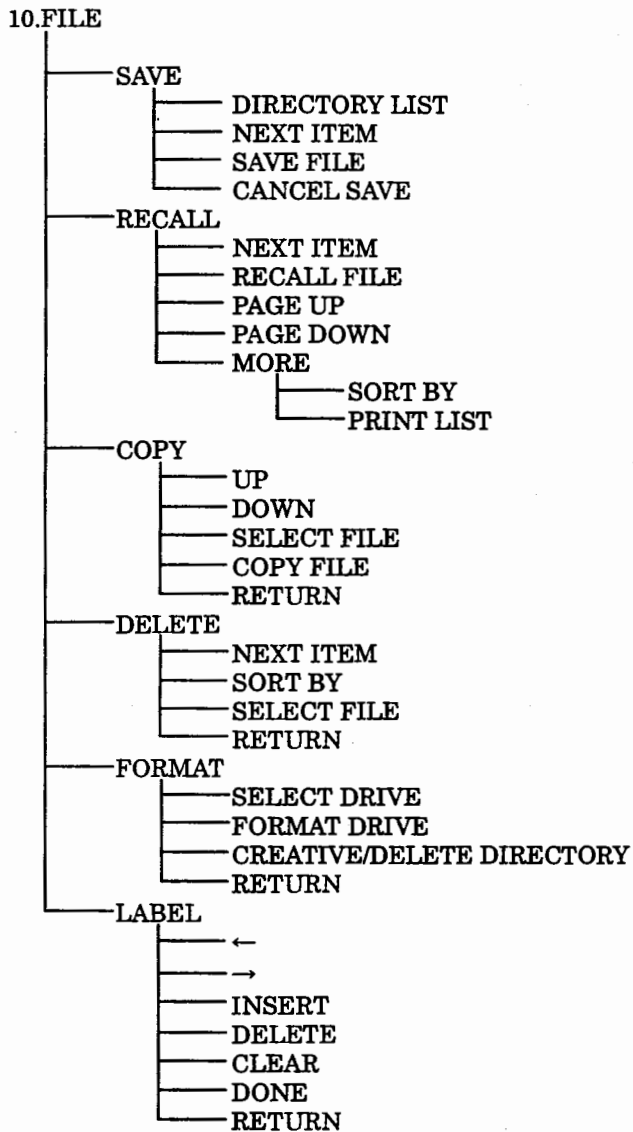 10.FILE
SAVE
DIRECTORY LIST
NEXT ITEM
SAVE FILE
CANCEL SAVE
RECALL
NEXT ITEM
RECALL FILE
PAGE UP
PAGE DOWN
MORE
SORT BY
PRINT LIST
COPY
UP
DOWN
SELECT FILE
COPY FILE
RETURN
DELETE
NEXT ITEM
SORT BY
SELECT FILE
RETURN
FORMAT
SELECT DRIVE
FORMAT DRIVE
CREATIVE/DELETE DIRECTORY
RETURN
LABEL
←
→
INSERT
DELETE
CLEAR
DONE
RETURN